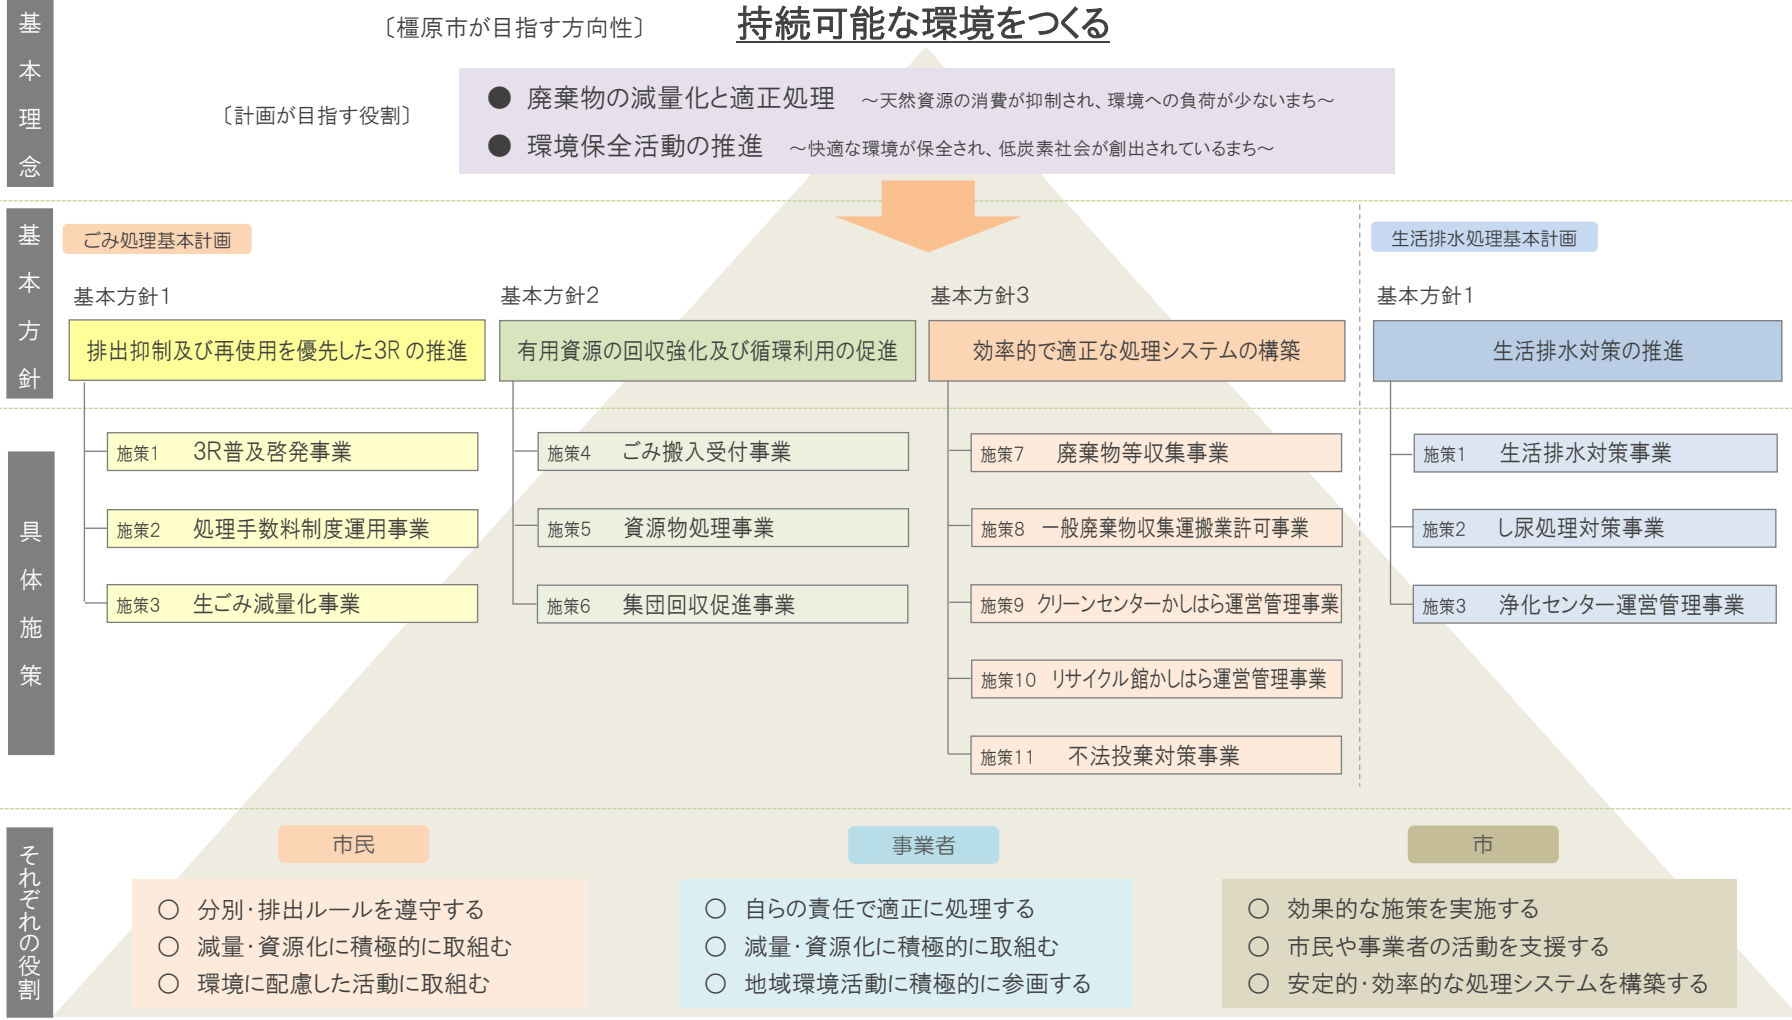 基本理念
〔橿原市が目指す方向性〕
持続可能な環境をつくる
〔計画が目指す役割〕
● 廃棄物の減量化と適正処理 ～天然資源の消費が抑制され、環境への負荷が少ないまち～
● 環境保全活動の推進 ～快適な環境が保全され、低炭素社会が創出されているまち～
基本方針
ごみ処理基本計画
基本方針1
排出抑制及び再使用を優先した3Rの推進
基本方針2
有用資源の回収強化及び循環利用の促進
基本方針3
効率的で適正な処理システムの構築
生活排水処理基本計画
基本方針1
生活排水対策の推進
具体施策
施策1 3R普及啓発事業
施策2 処理手数料制度運用事業
施策3 生ごみ減量化事業
施策4 ごみ搬入受付事業
施策5 資源物処理事業
施策6 集団回収促進事業
施策7 廃棄物等収集事業
施策8 一般廃棄物収集運搬業許可事業
施策9 クリーンセンターかしはら運営管理事業
施策10 リサイクル館かしはら運営管理事業
施策11 不法投棄対策事業
施策1 生活排水対策事業
施策2 し尿処理対策事業
施策3 浄化センター運営管理事業
それぞれの役割
市民
○ 分別・排出ルールを遵守する
○ 減量・資源化に積極的に取組む
○ 環境に配慮した活動に取組む
事業者
○ 自らの責任で適正に処理する
○ 減量・資源化に積極的に取組む
○ 地域環境活動に積極的に参画する
市
○ 効果的な施策を実施する
○ 市民や事業者の活動を支援する
○ 安定的・効率的な処理システムを構築する